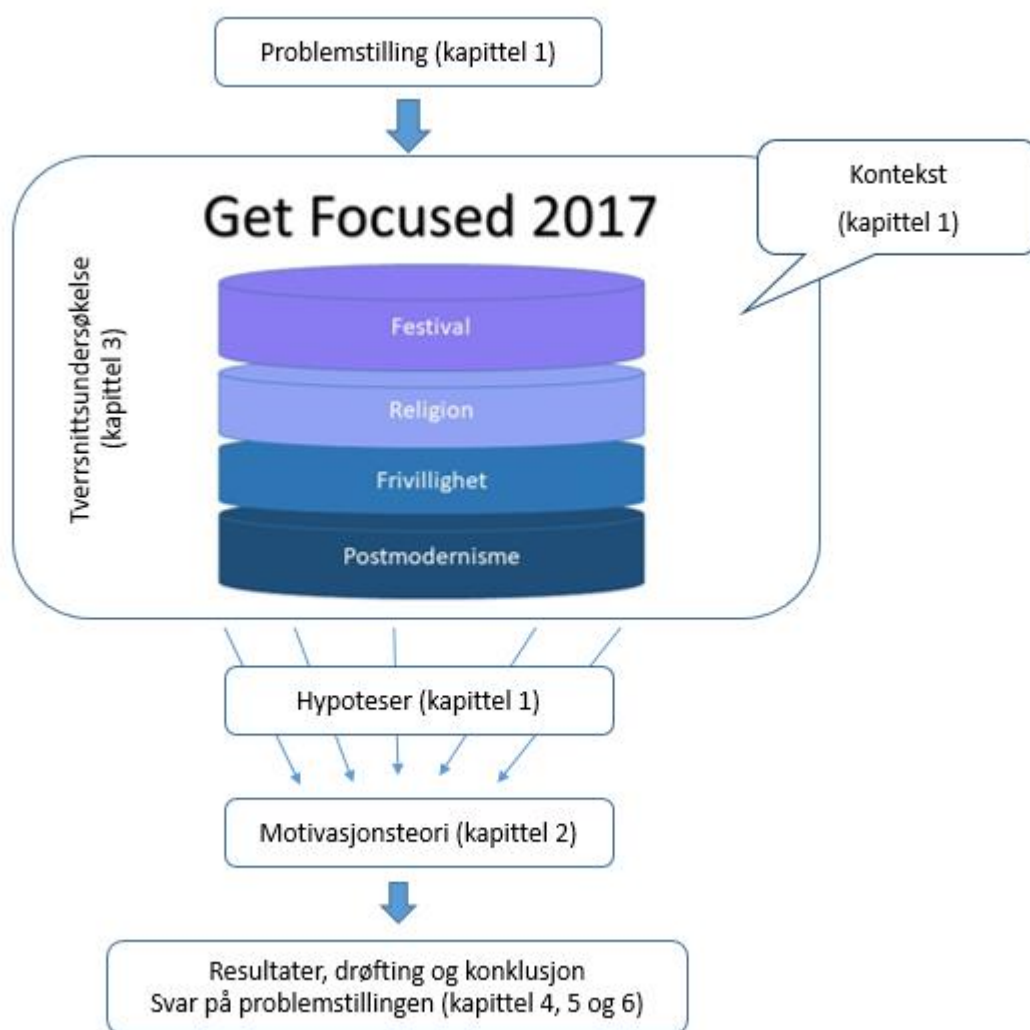 Problemstilling (kapittel 1)
Kontekst
(kapittel 1)
Get Focused 2017
Tverrsnittsundersøkelse
(kapittel 3)
Festival
Religion
Frivillighet
Postmodernisme
Hypoteser (kapittel 1)
Motivasjonsteori (kapittel 2)
Resultater, drøfting og konklusjon
Svar på problemstillingen (kapittel 4, 5 og 6)